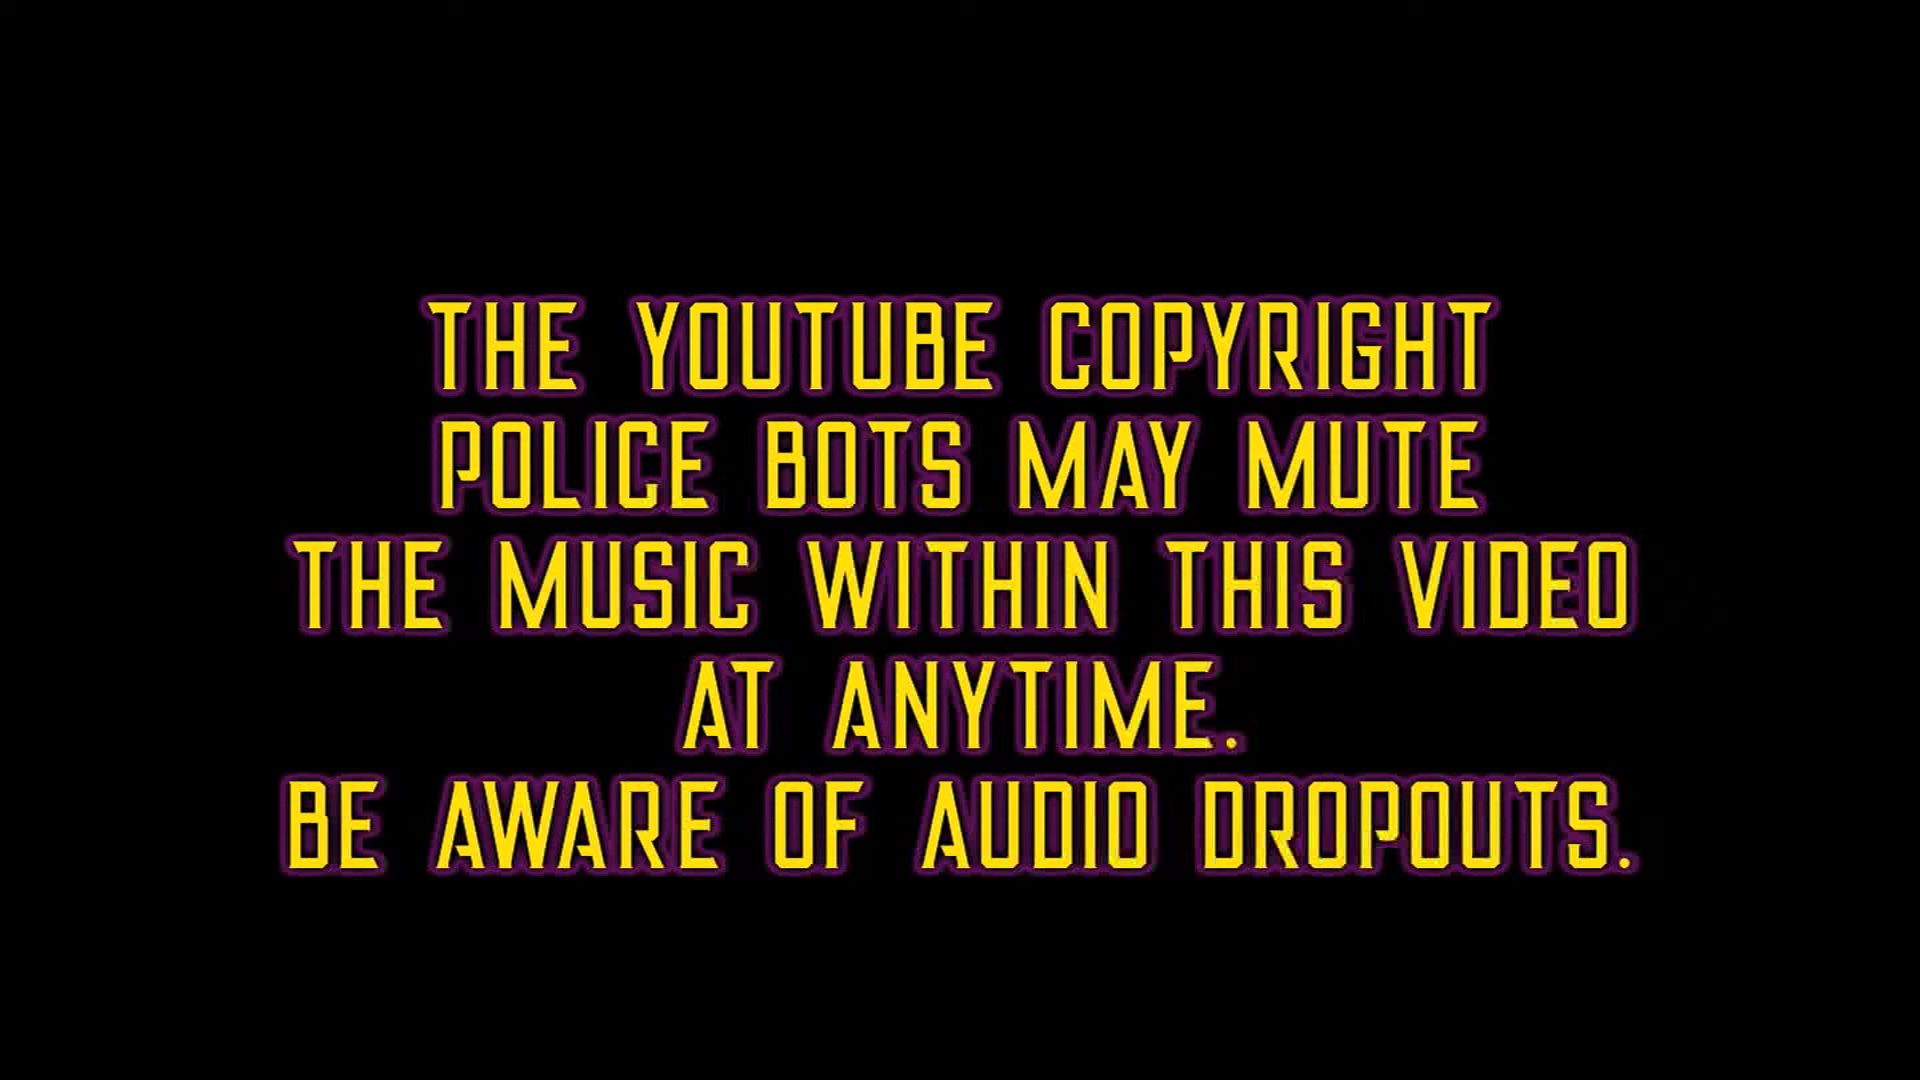 THE YOUTUBE COPYRIGHT
POLICE BOTS MAY MUTE
THE MUSIC WITHIN THIS VIDEO
AT ANYTIME.
BE AWARE OF AUDIO DROPOUTS.